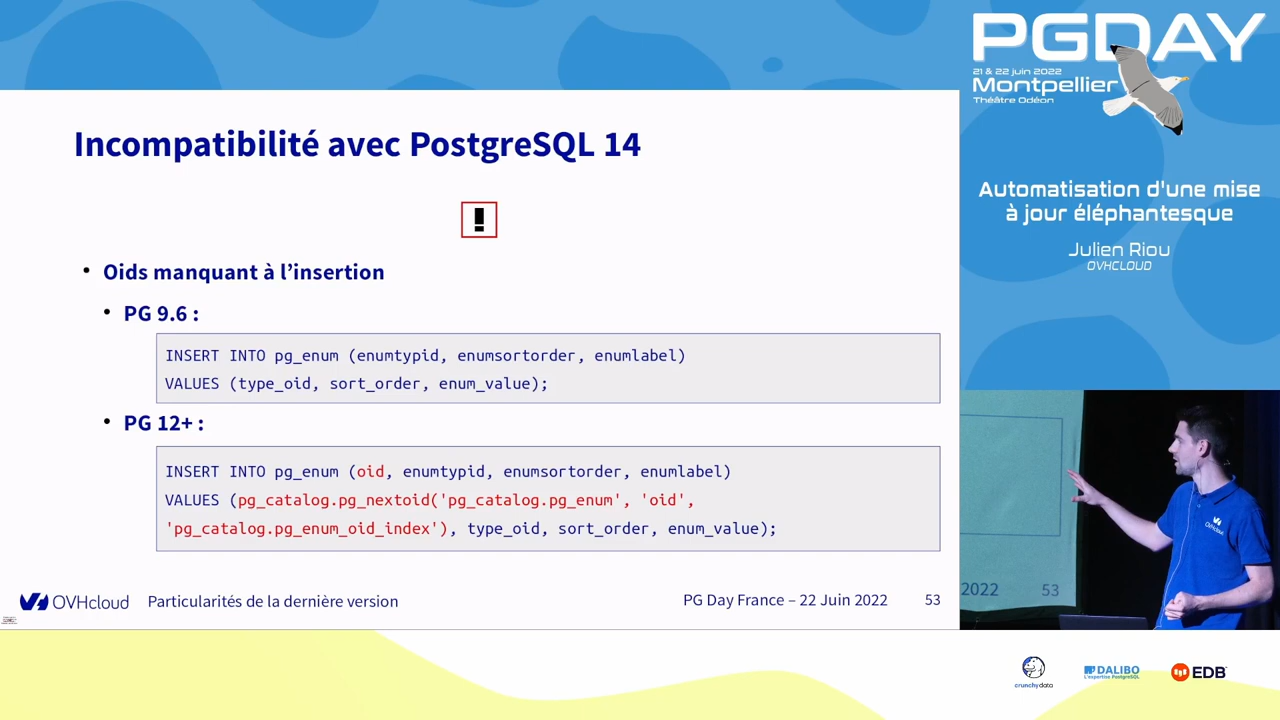 Incompatibilité avec PostgreSQL 14
!
• Oids manquant à l'insertion
• PG 9.6 :
INSERT INTO pg_enum (enumtypid, enumsortorder, enumlabel)
VALUES (type_oid, sort_order, enum_value);
• PG 12+ :
INSERT INTO pg_enum (oid, enumtypid, enumsortorder, enumlabel)
VALUES (pg_catalog.pg_nextoid('pg_catalog.pg_enum', 'oid',
'pg_catalog.pg_enum_oid_index'), type_oid, sort_order, enum_value);
OVHcloud Particularités de la dernière version PG Day France – 22 Juin 2022 53
PGDAY
21 & 22 juin 2022
Montpellier
Théâtre Odéon
Automatisation d'une mise
à jour éléphantesque
Julien Riou
OVHCLOUD
OVHcloud
2022 53
crunchydata
DALIBO
L'expertise PostgreSQL
EDB